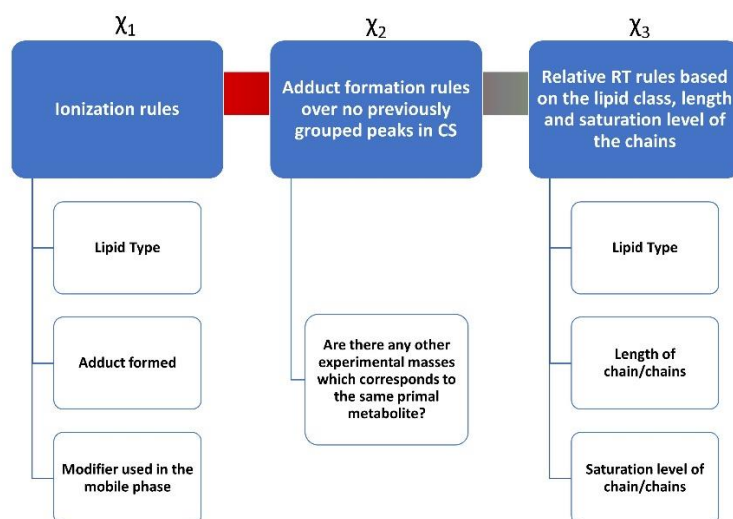 χ1
χ2
χ3
Ionization rules
Adduct formation rules
over no previously
grouped peaks in CS
Relative RT rules based
on the lipid class, length
and saturation level of
the chains
Lipid Type
Adduct formed
Modifier used in the
mobile phase
Are there any other
experimental masses
which corresponds to
the same primal
metabolite?
Lipid Type
Length of
chain/chains
Saturation level of
chain/chains